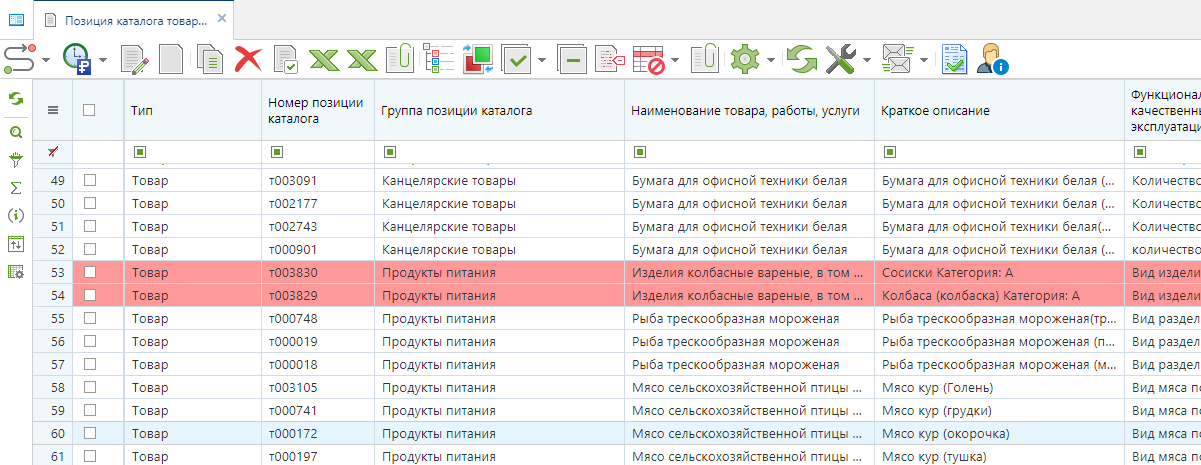 Позиция каталога товар...
Тип
Номер позиции каталога
Группа позиции каталога
Наименование товара, работы, услуги
Краткое описание
Функционал
качественнь
эксплуатаци
49 Товар т003091 Канцелярские товары Бумага для офисной техники белая Бумага для офисной техники белая (... Количество
50 Товар т002177 Канцелярские товары Бумага для офисной техники белая Бумага для офисной техники белая (... Количество
51 Товар т002743 Канцелярские товары Бумага для офисной техники белая Бумага для офисной техники белая(... Количество
52 Товар т000901 Канцелярские товары Бумага для офисной техники белая Бумага для офисной техники белая (... количество
53 Товар т003830 Продукты питания Изделия колбасные вареные, в том ... Сосиски Категория: А Вид издели
54 Товар т003829 Продукты питания Изделия колбасные вареные, в том ... Колбаса (колбаска) Категория: А Вид издели
55 Товар т000748 Продукты питания Рыба трескообразная мороженая Рыба трескообразная мороженая(тр... Вид раздел
56 Товар т000019 Продукты питания Рыба трескообразная мороженая Рыба трескообразная мороженая (п... Вид раздел
57 Товар т000018 Продукты питания Рыба трескообразная мороженая Рыба трескообразная мороженая (м... Вид раздел
58 Товар т003105 Продукты питания Мясо сельскохозяйственной птицы ... Мясо кур (Голень) Вид мяса по
59 Товар т000741 Продукты питания Мясо сельскохозяйственной птицы ... Мясо кур (грудки) Вид мяса по
60 Товар т000172 Продукты питания Мясо сельскохозяйственной птицы ... Мясо кур (окорочка) Вид мяса по
61 Товар т000197 Продукты питания Мясо сельскохозяйственной птицы ... Мясо кур (тушка) Вид мяса по